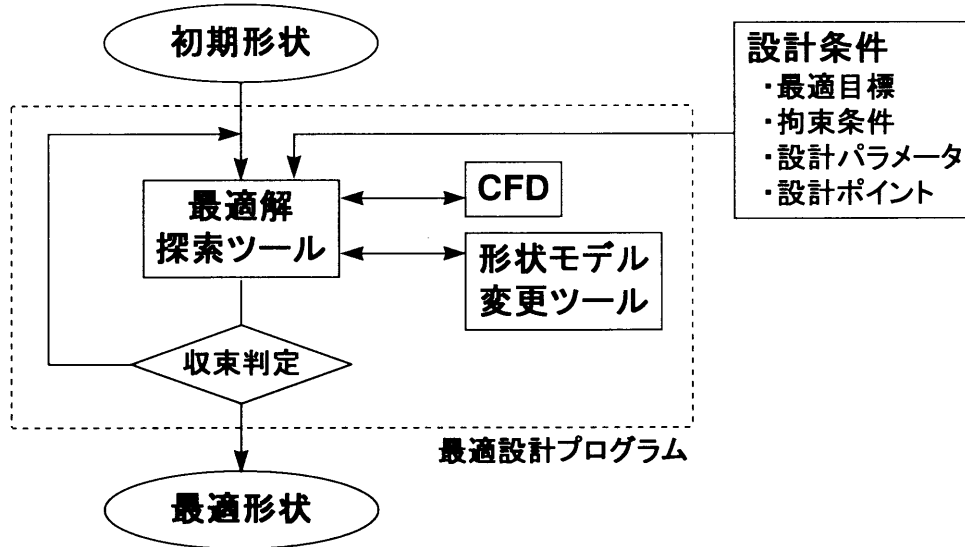 初期形状
設計条件
・最適目標
・拘束条件
・設計パラメータ
・設計ポイント
最適解
探索ツール
CFD
形状モデル
変更ツール
収束判定
最適設計プログラム
最適形状